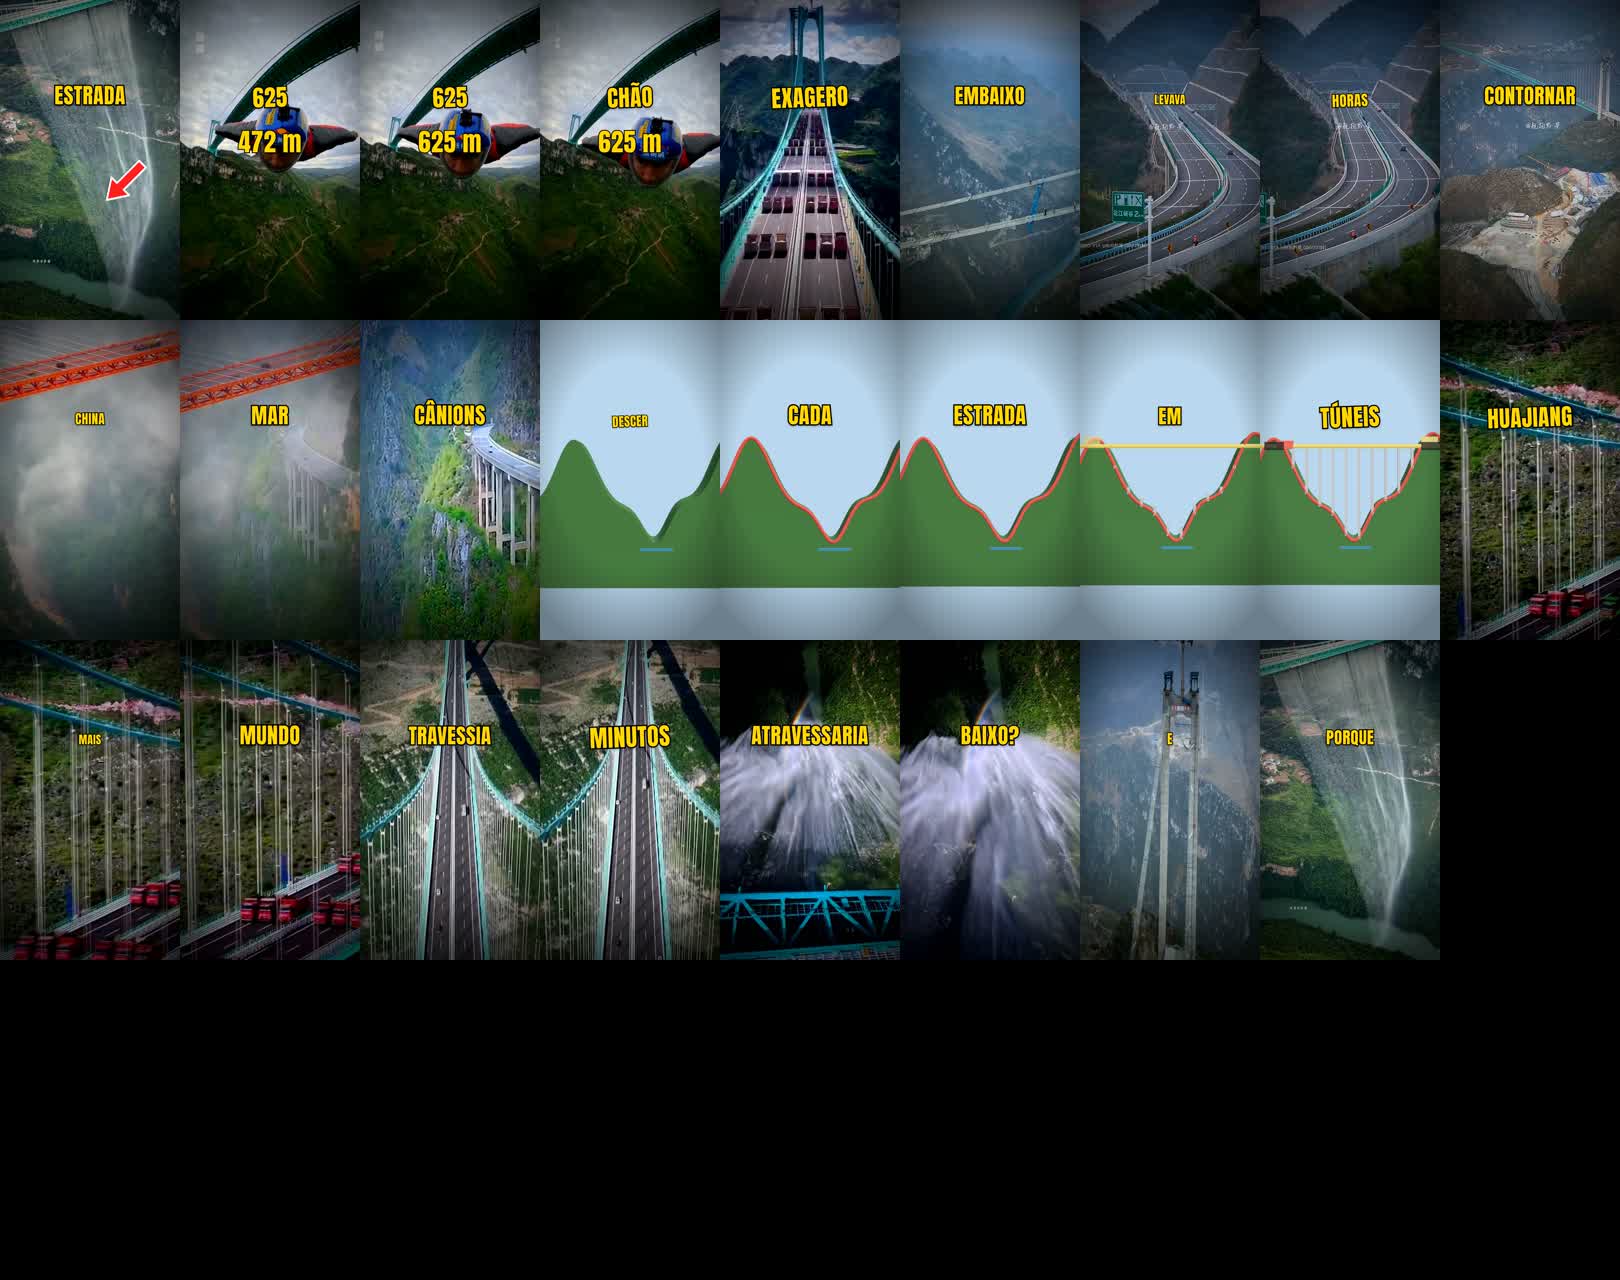 ESTRADA
625
472 m
625
625 m
CHÃO
625 m
EXAGERO
EMBAIXO
LEVAVA
HORAS
CONTORNAR
CHINA
MAR
CÂNIONS
DESCER
CADA
ESTRADA
EM
TÚNEIS
HUAJIANG
MAIS
MUNDO
TRAVESSIA
MINUTOS
ATRAVESSARIA
BAIXO?
E
PORQUE